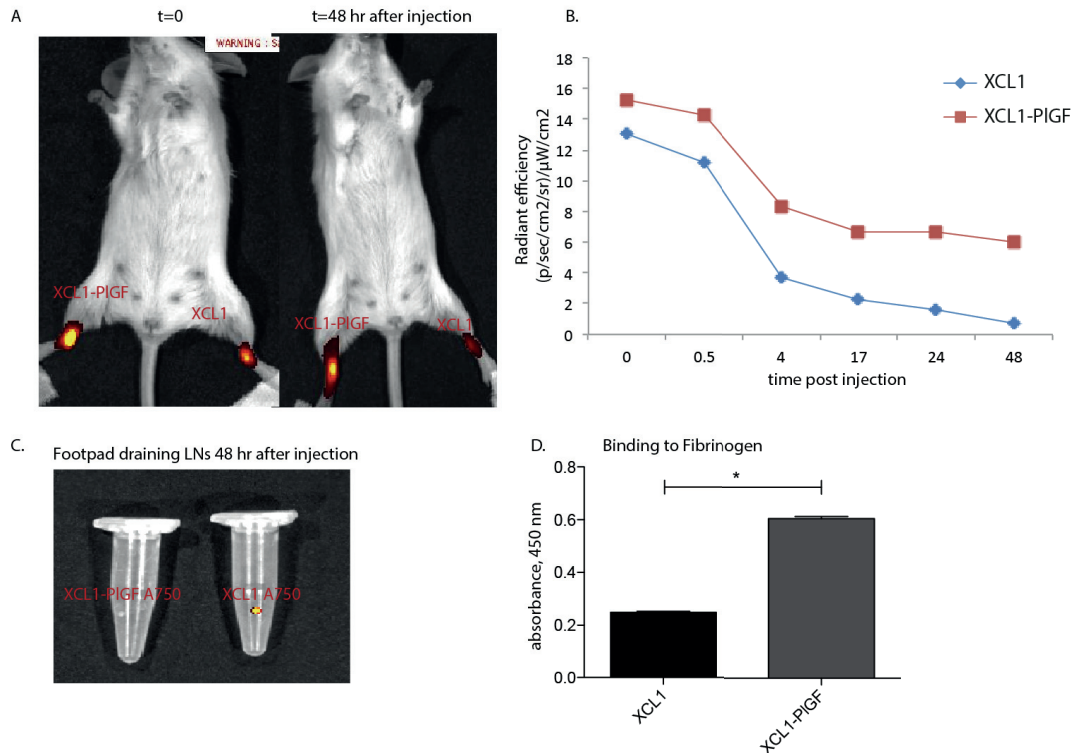 A
t=0
t=48 hr after injection
WARNING : S
XCL1-PlGF
XCL1
XCL1-PlGF
XCL1
B.
Radiant efficiency
(p/sec/cm2/sr)/µW/cm2
18
16
14
12
10
8
6
4
2
0
0 0.5 4 17 24 48
time post injection
XCL1
XCL1-PlGF
C.
Footpad draining LNs 48 hr after injection
XCL1-PlGF A750
XCL1 A750
D.
Binding to Fibrinogen
*
absorbance, 450 nm
0.8
0.6
0.4
0.2
0.0
XCL1
XCL1-PlGF